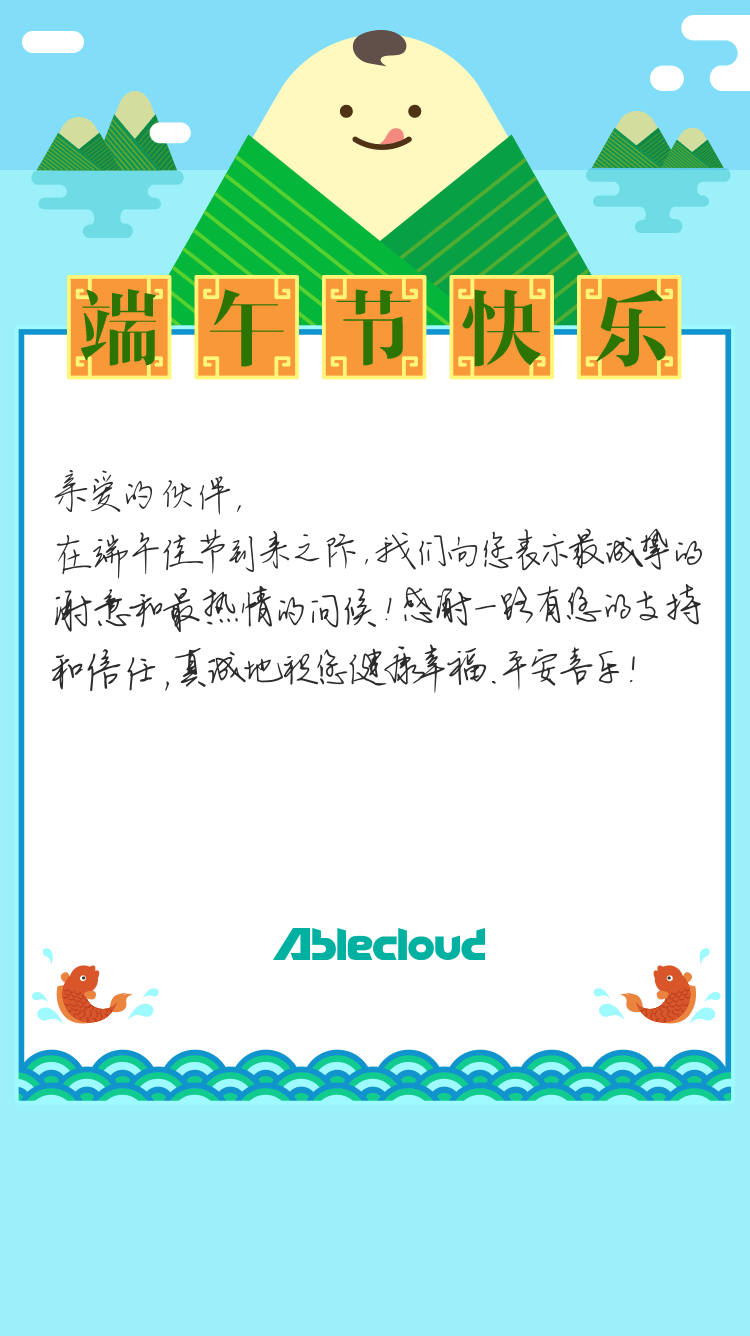 端午节快乐
亲爱的伙伴,
在端午佳节到来之际,我们向您表示最诚挚的
谢意和最热情的问候!感谢一路有您的支持
和信任,真诚地祝您健康幸福、平安喜乐!
Ablecloud